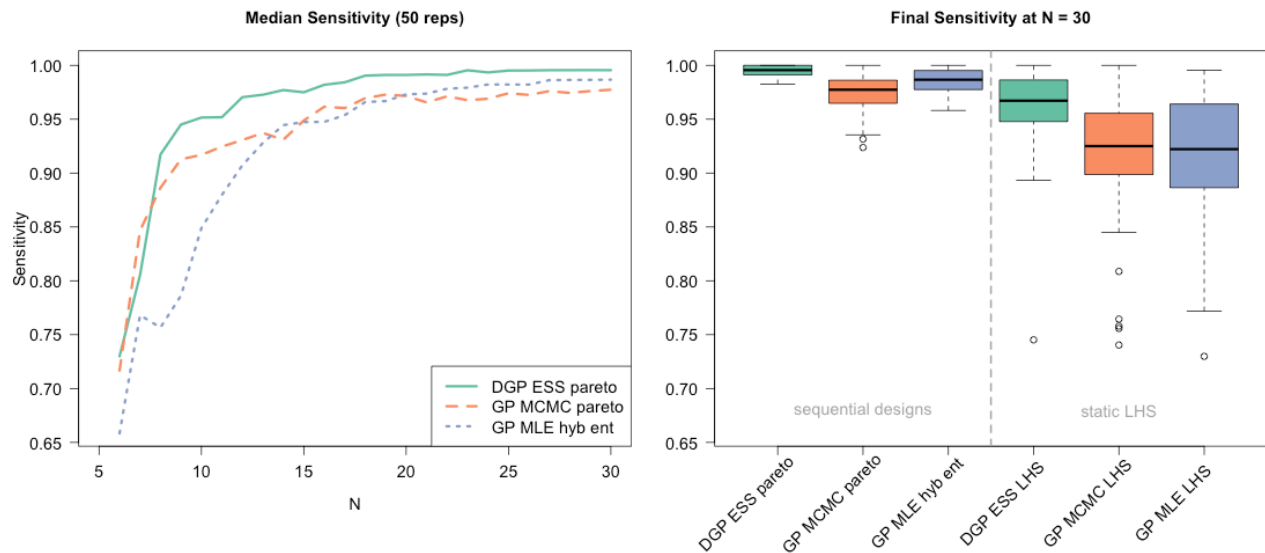 Median Sensitivity (50 reps)
1.00
0.95
0.90
0.85
0.80
0.75
0.70
0.65
Sensitivity
5
10
15
20
25
30
N
DGP ESS pareto
GP MCMC pareto
GP MLE hyb ent
Final Sensitivity at N = 30
1.00
0.95
0.90
0.85
0.80
0.75
0.70
0.65
sequential designs
static LHS
DGP ESS pareto
GP MCMC pareto
GP MLE hyb ent
DGP ESS LHS
GP MCMC LHS
GP MLE LHS